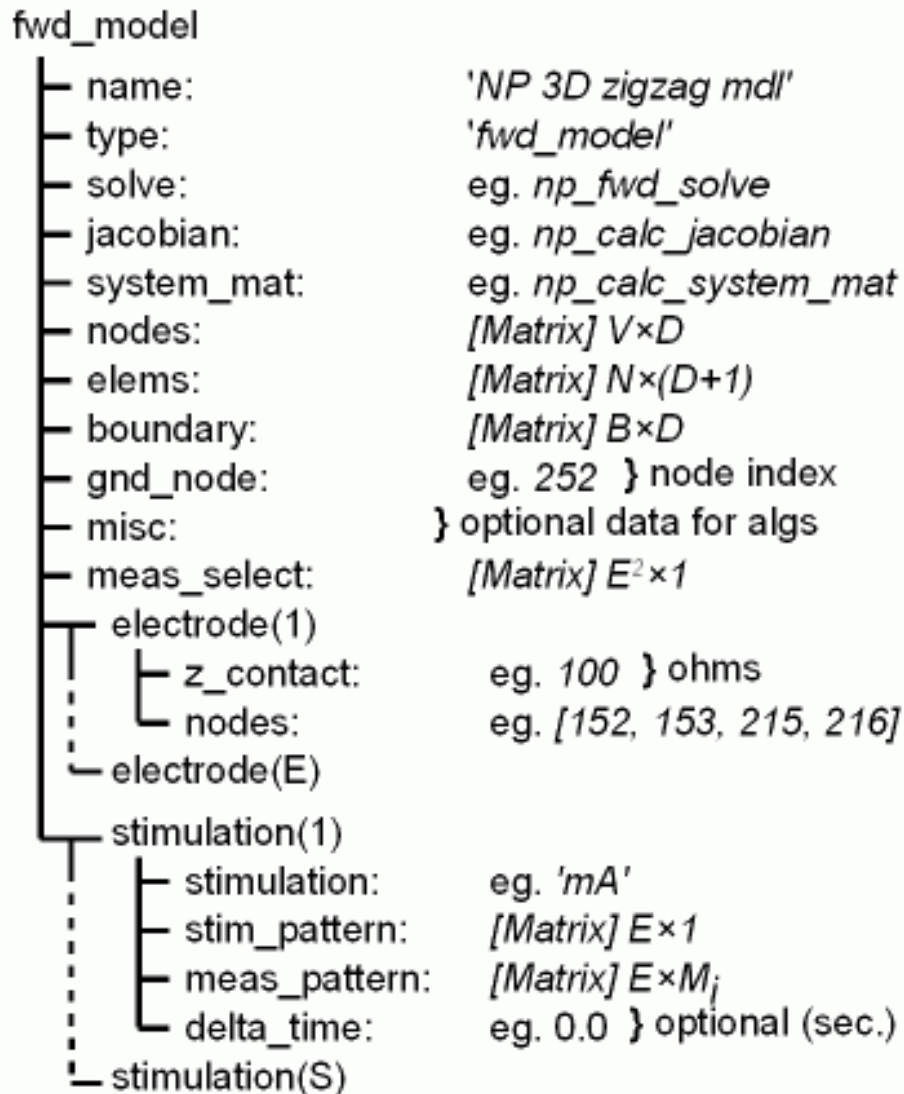 fwd_model
name: 'NP 3D zigzag mdl'
type: 'fwd_model'
solve: eg. np_fwd_solve
jacobian: eg. np_calc_jacobian
system_mat: eg. np_calc_system_mat
nodes: [Matrix] V×D
elems: [Matrix] N×(D+1)
boundary: [Matrix] B×D
gnd_node: eg. 252 } node index
misc: } optional data for algs
meas_select: [Matrix] E²×1
electrode(1)
z_contact: eg. 100 } ohms
nodes: eg. [152, 153, 215, 216]
electrode(E)
stimulation(1)
stimulation: eg. 'mA'
stim_pattern: [Matrix] E×1
meas_pattern: [Matrix] E×Mⱼ
delta_time: eg. 0.0 } optional (sec.)
stimulation(S)